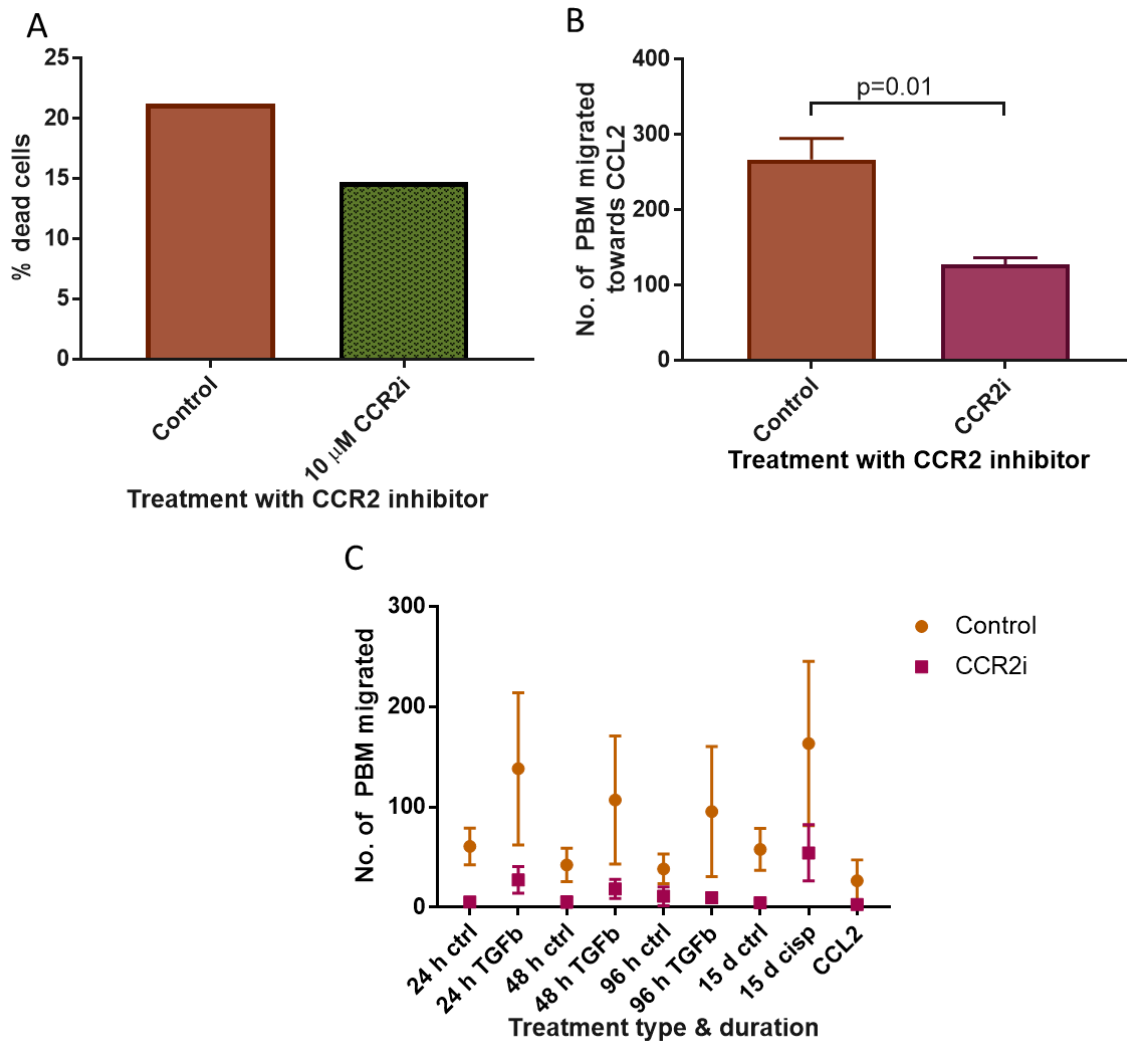 A
% dead cells
25
20
15
10
5
0
Control
10 μM CCR2i
Treatment with CCR2 inhibitor
B
No. of PBM migrated
towards CCL2
400
300
200
100
0
p=0.01
Control
CCR2i
Treatment with CCR2 inhibitor
C
No. of PBM migrated
300
200
100
0
24 h ctrl
24 h TGFb
48 h ctrl
48 h TGFb
96 h ctrl
96 h TGFb
15 d ctrl
15 d cisp
CCL2
Treatment type & duration
Control
CCR2i